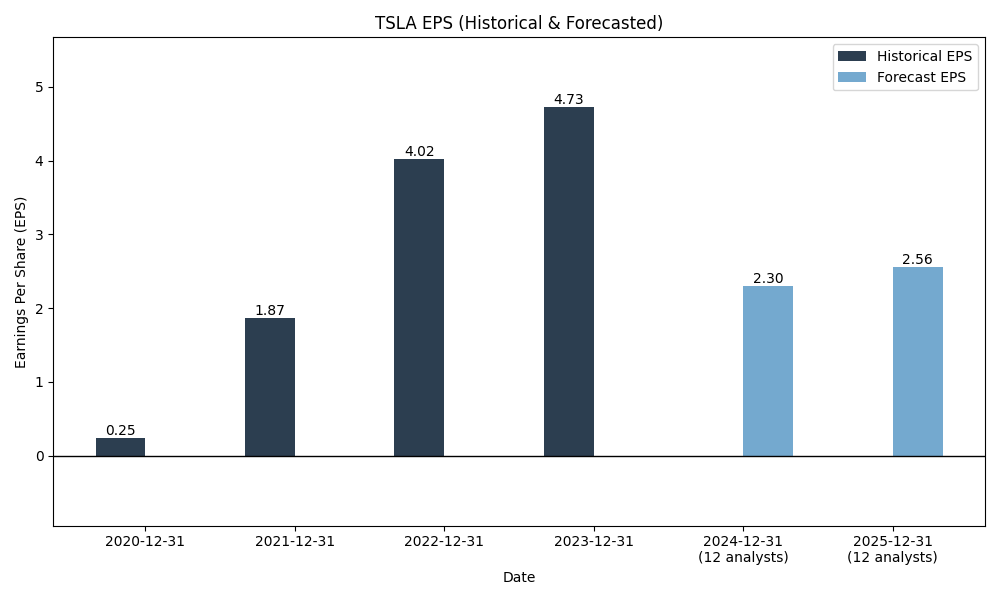 TSLA EPS (Historical & Forecasted)
Historical EPS
Forecast EPS
Earnings Per Share (EPS)
5
4
3
2
1
0
0.25
1.87
4.02
4.73
2.30
2.56
2020-12-31
2021-12-31
2022-12-31
2023-12-31
2024-12-31
(12 analysts)
2025-12-31
(12 analysts)
Date